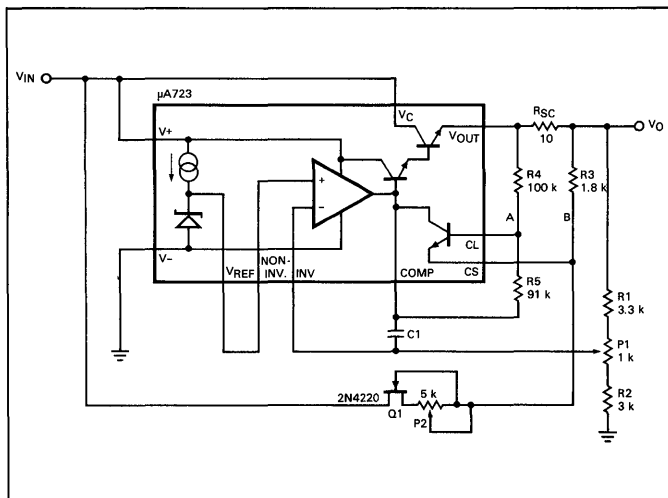 VIN
μA723
VC
VOUT
RSC
10
VO
V+
R4
100 k
R3
1.8 k
A
B
+
−
CL
V−
VREF
NON-
INV.
INV
COMP
CS
R5
91 k
R1
3.3 k
C1
P1
1 k
2N4220
Q1
5 k
P2
R2
3 k